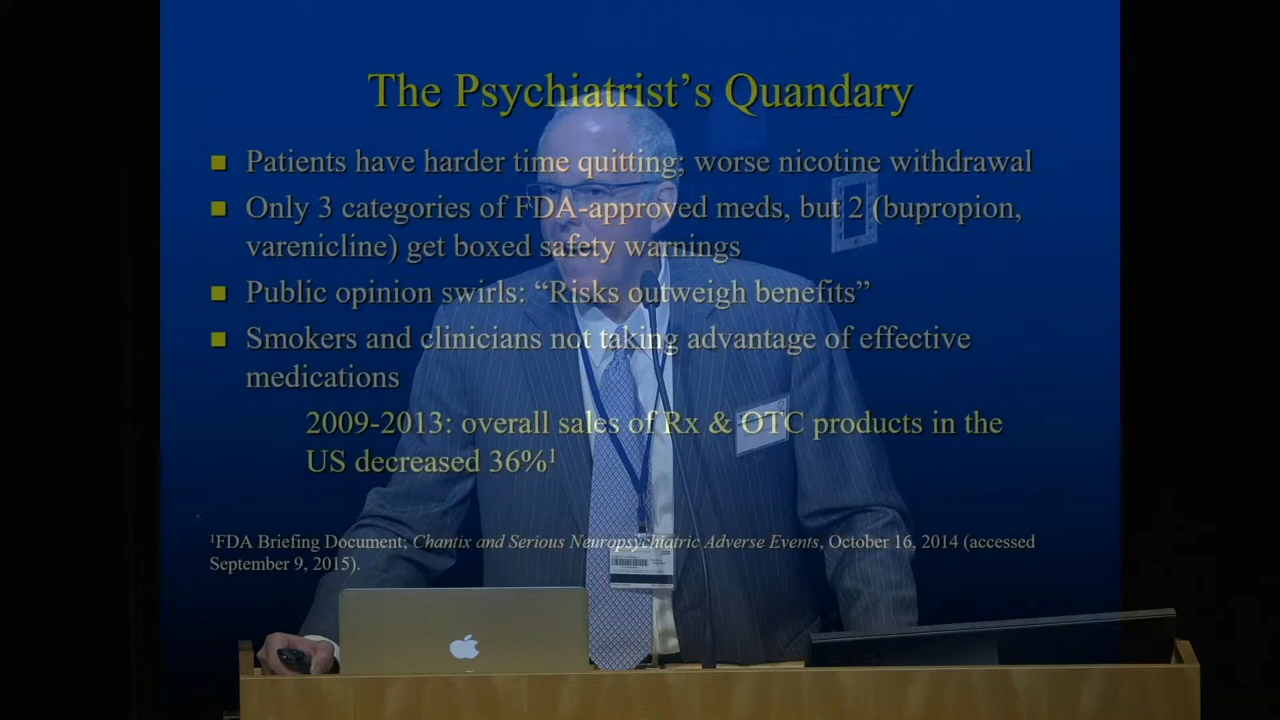 The Psychiatrist's Quandary
Patients have harder time quitting; worse nicotine withdrawal
Only 3 categories of FDA-approved meds, but 2 (bupropion,
varenicline) get boxed safety warnings
Public opinion swirls: “Risks outweigh benefits”
Smokers and clinicians not taking advantage of effective
medications
2009-2013: overall sales of Rx & OTC products in the
US decreased 36%¹
¹FDA Briefing Document; Chantix and Serious Neuropsychiatric Adverse Events, October 16, 2014 (accessed
September 9, 2015).